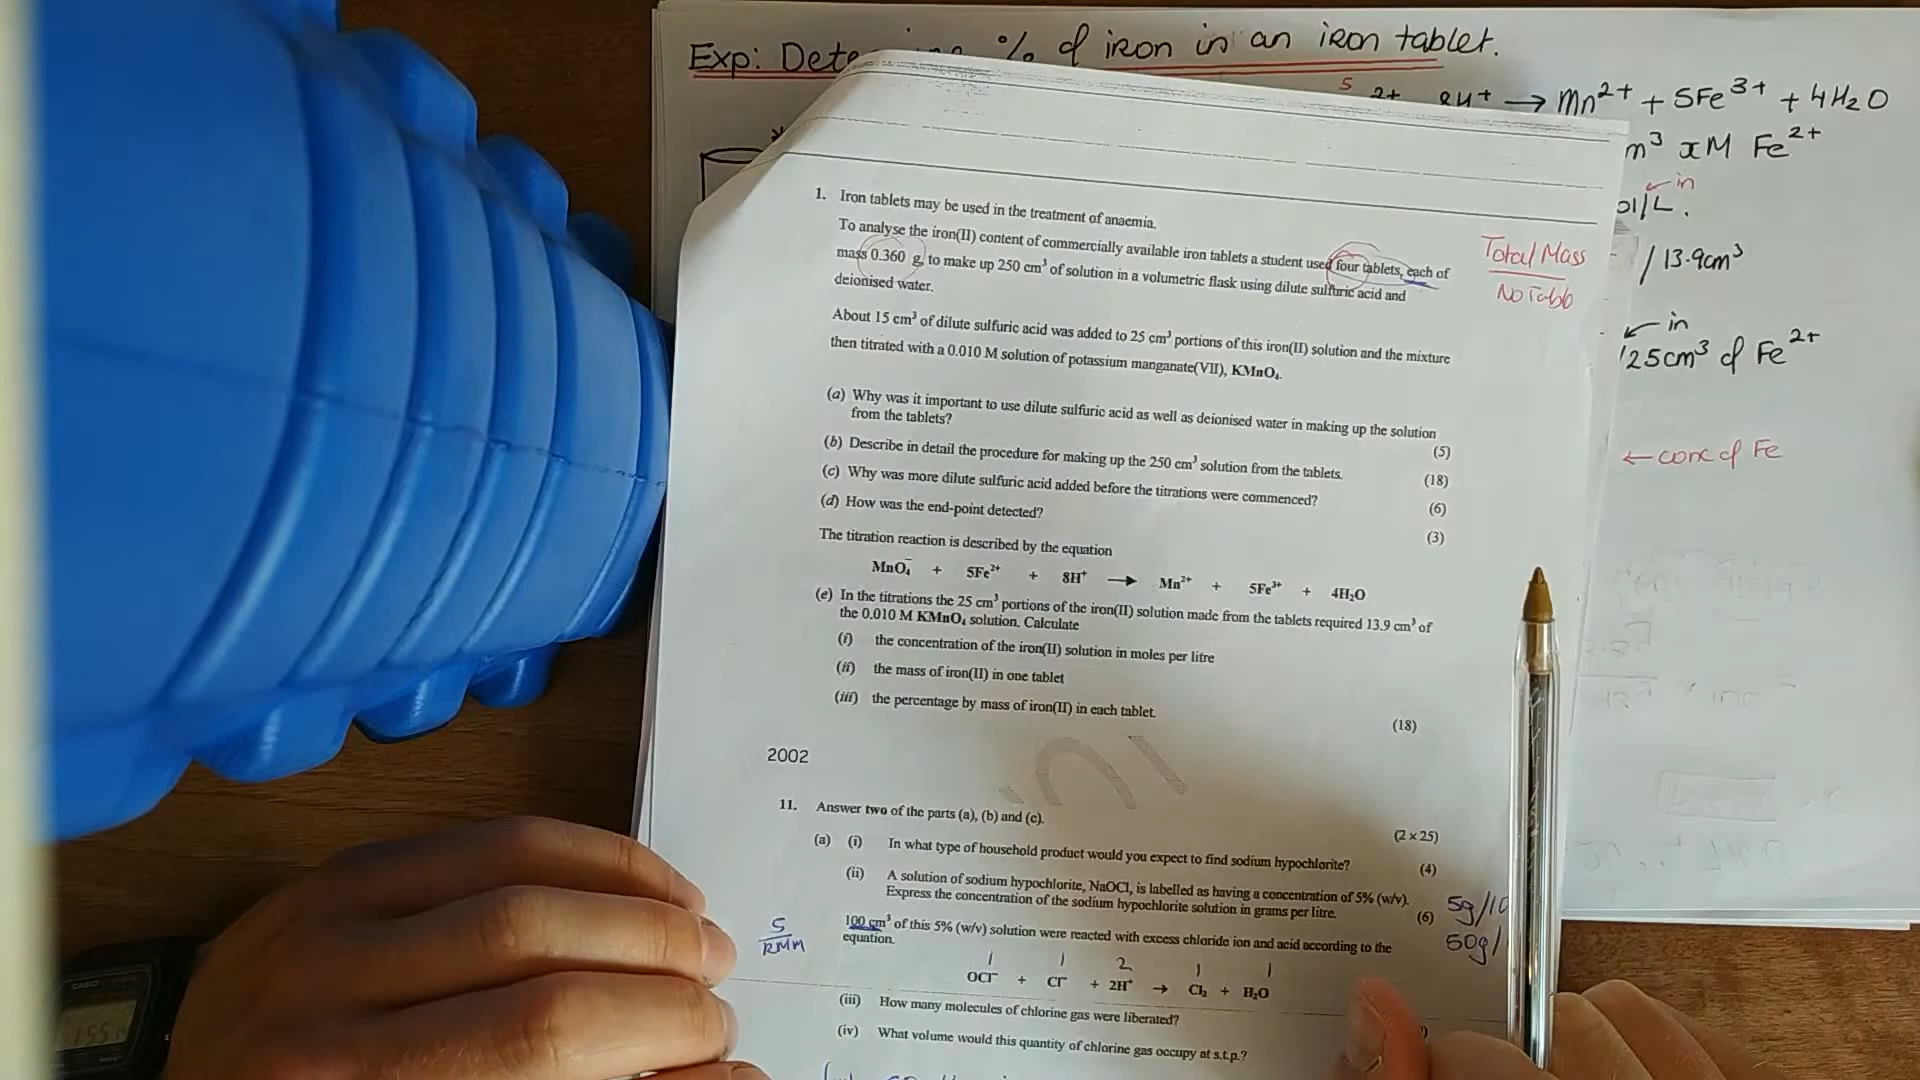 Exp: Dete % of iron in an iron tablet.
5
2+ 8H⁺ → Mn²⁺ + 5Fe³⁺ + 4H₂O
m³ xM Fe²⁺
← in
ol/L.
/ 13.9cm³
← in
/25cm³ of Fe²⁺
← conc of Fe
1. Iron tablets may be used in the treatment of anaemia.
To analyse the iron(II) content of commercially available iron tablets a student used four tablets, each of
mass 0.360 g, to make up 250 cm³ of solution in a volumetric flask using dilute sulfuric acid and
deionised water.
Total Mass
No Tabb
About 15 cm³ of dilute sulfuric acid was added to 25 cm³ portions of this iron(II) solution and the mixture
then titrated with a 0.010 M solution of potassium manganate(VII), KMnO₄.
(a) Why was it important to use dilute sulfuric acid as well as deionised water in making up the solution
from the tablets? (5)
(b) Describe in detail the procedure for making up the 250 cm³ solution from the tablets. (18)
(c) Why was more dilute sulfuric acid added before the titrations were commenced? (6)
(d) How was the end-point detected? (3)
The titration reaction is described by the equation
MnO₄⁻ + 5Fe²⁺ + 8H⁺ → Mn²⁺ + 5Fe³⁺ + 4H₂O
(e) In the titrations the 25 cm³ portions of the iron(II) solution made from the tablets required 13.9 cm³ of
the 0.010 M KMnO₄ solution. Calculate
(i) the concentration of the iron(II) solution in moles per litre
(ii) the mass of iron(II) in one tablet
(iii) the percentage by mass of iron(II) in each tablet. (18)
2002
11. Answer two of the parts (a), (b) and (c). (2 × 25)
(a) (i) In what type of household product would you expect to find sodium hypochlorite? (4)
(ii) A solution of sodium hypochlorite, NaOCl, is labelled as having a concentration of 5% (w/v).
Express the concentration of the sodium hypochlorite solution in grams per litre. (6)
5g/10
50g/
5
RMM
100 cm³ of this 5% (w/v) solution were reacted with excess chloride ion and acid according to the
equation.
1 1 2 1 1
OCl⁻ + Cl⁻ + 2H⁺ → Cl₂ + H₂O
(iii) How many molecules of chlorine gas were liberated?
(iv) What volume would this quantity of chlorine gas occupy at s.t.p.?
CASIO